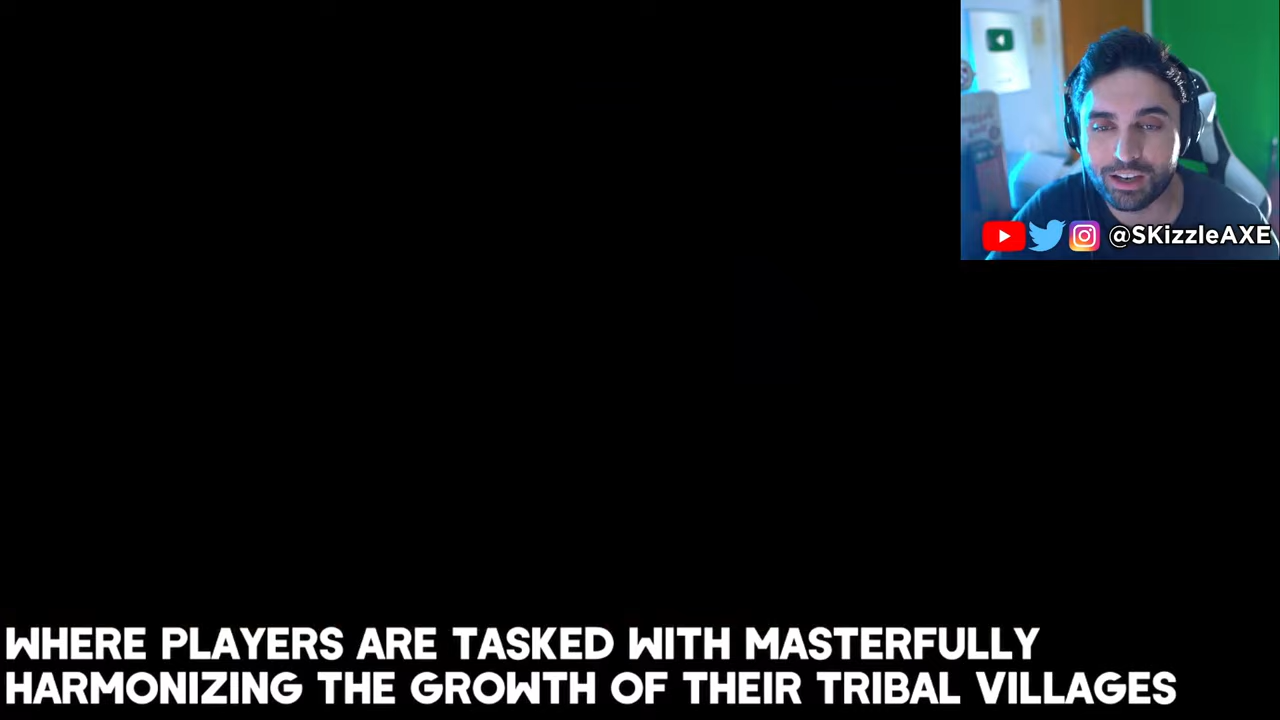 @SKizzleAXE
WHERE PLAYERS ARE TASKED WITH MASTERFULLY
HARMONIZING THE GROWTH OF THEIR TRIBAL VILLAGES